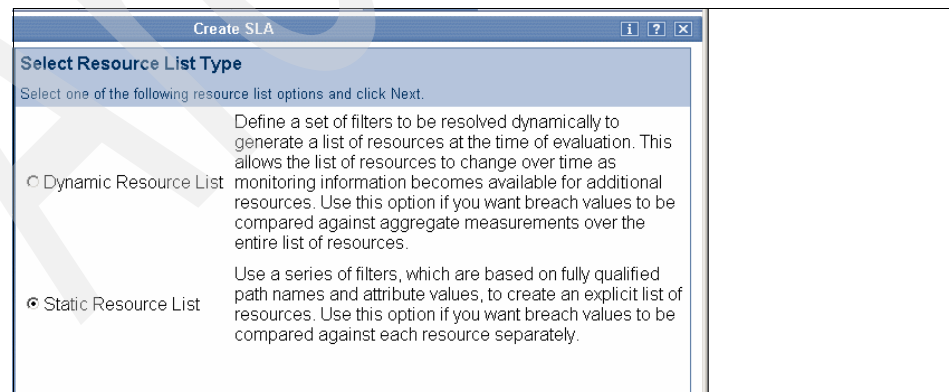 Create SLA
i ? X
Select Resource List Type
Select one of the following resource list options and click Next.
Define a set of filters to be resolved dynamically to
generate a list of resources at the time of evaluation. This
allows the list of resources to change over time as
Dynamic Resource List monitoring information becomes available for additional
resources. Use this option if you want breach values to be
compared against aggregate measurements over the
entire list of resources.
Use a series of filters, which are based on fully qualified
path names and attribute values, to create an explicit list of
Static Resource List resources. Use this option if you want breach values to be
compared against each resource separately.